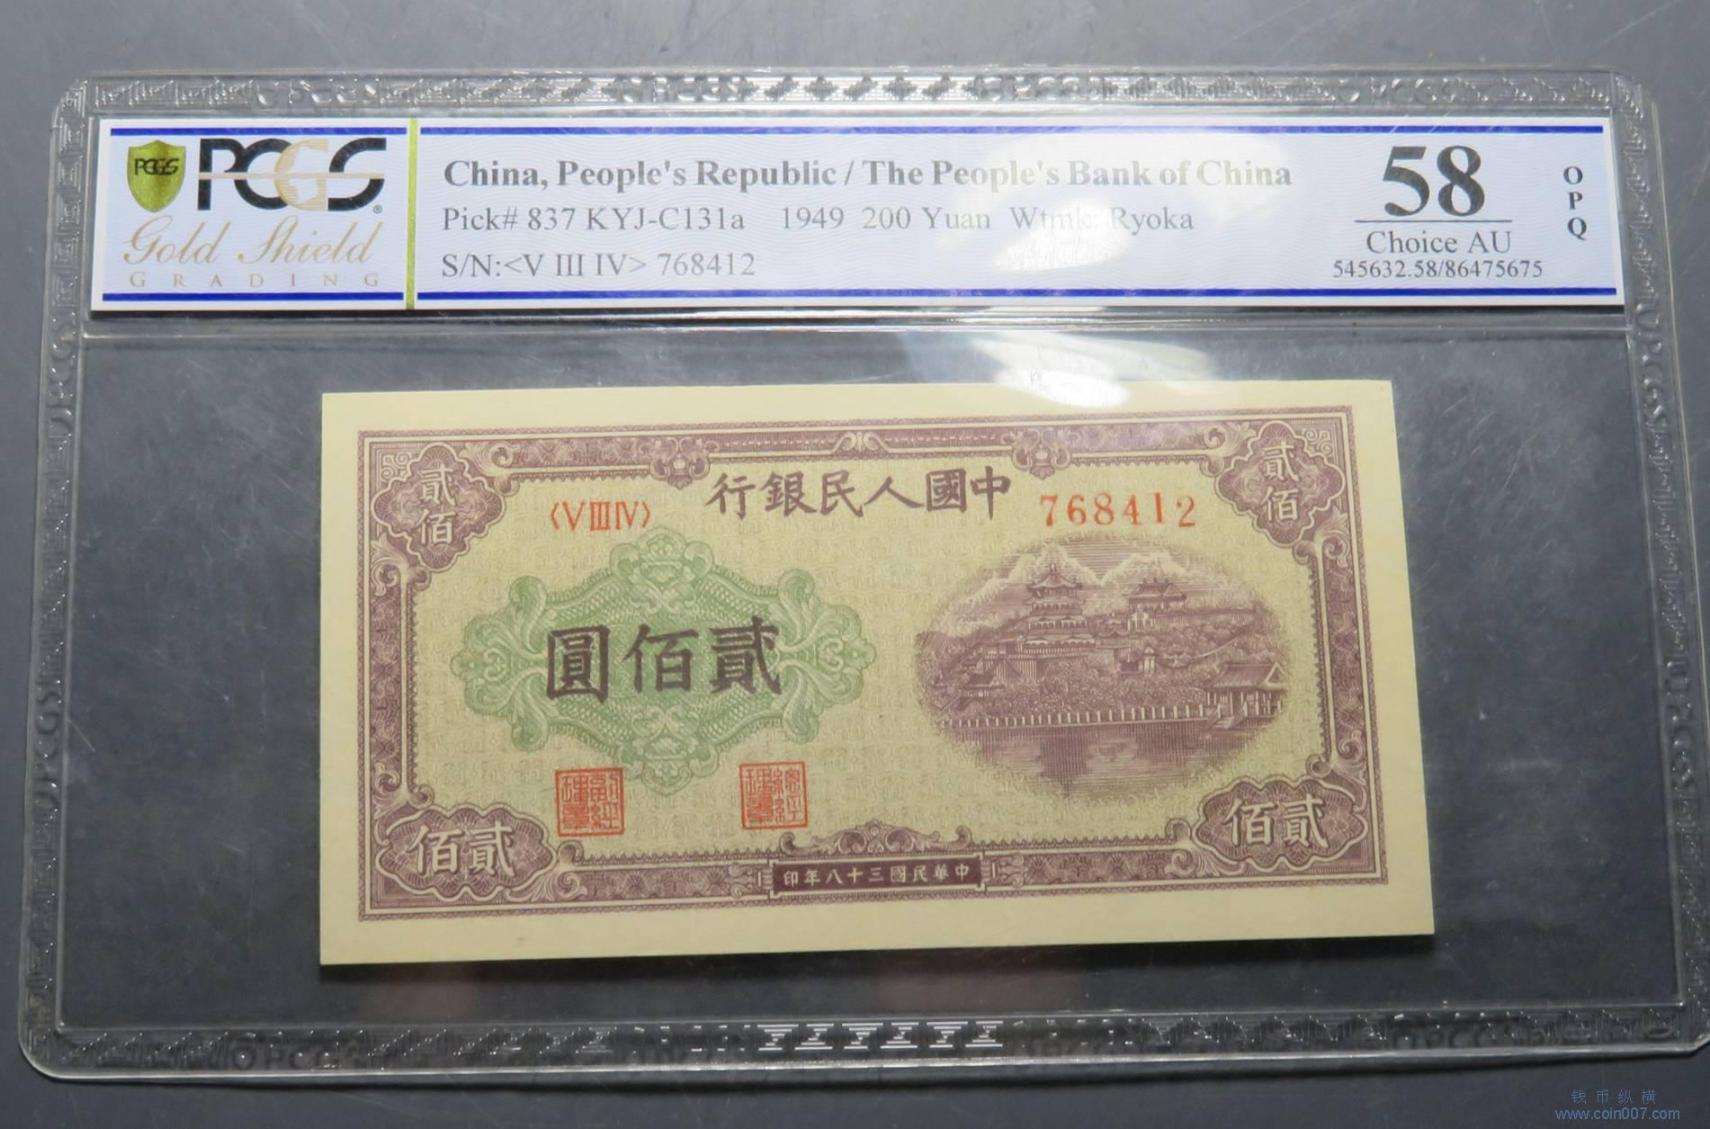 PCGS
PCGS
Gold Shield
GRADING
China, People's Republic / The People's Bank of China
Pick# 837 KYJ-C131a 1949 200 Yuan Wtmk: Ryoka
S/N:<V III IV> 768412
58
Choice AU
545632.58/86475675
OPQ
貳佰
貳佰
行銀民人國中
〈V III IV〉
768412
圓佰貳
佰貳
佰貳
印年八十三國民華中
钱币纵横
www.coin007.com